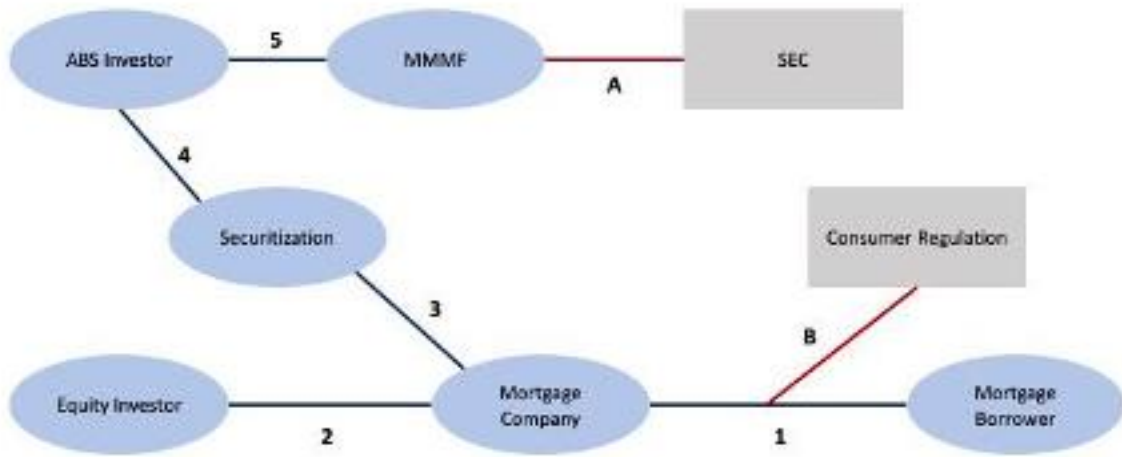 5
ABS Investor
MMMF
SEC
A
4
Securitization
Consumer Regulation
3
B
Equity Investor
Mortgage
Company
Mortgage
Borrower
2
1